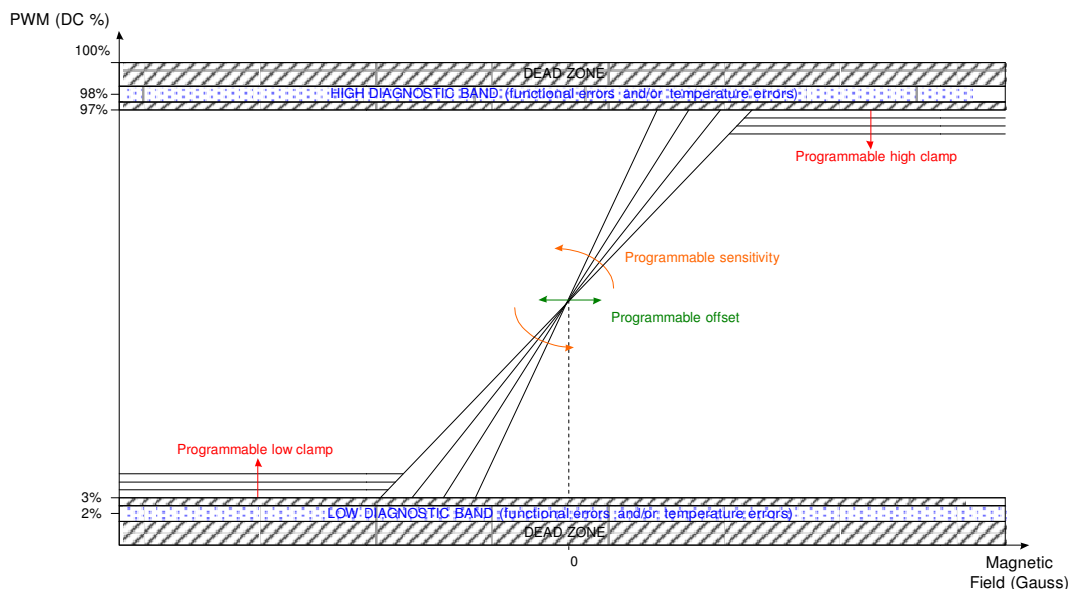 PWM (DC %)
100%
DEAD ZONE
98%
HIGH DIAGNOSTIC BAND (functional errors and/or temperature errors)
97%
Programmable high clamp
Programmable sensitivity
Programmable offset
Programmable low clamp
3%
2%
LOW DIAGNOSTIC BAND (functional errors and/or temperature errors)
DEAD ZONE
0
Magnetic
Field (Gauss)